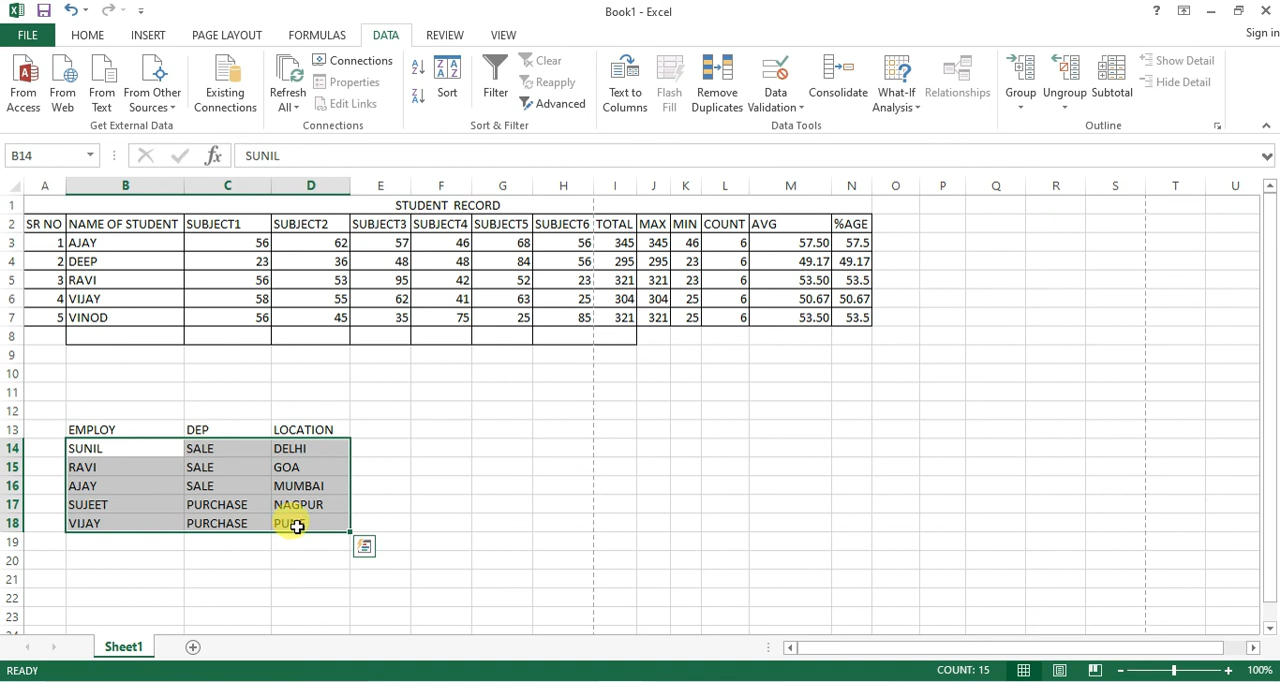 Book1 - Excel
?
FILE HOME INSERT PAGE LAYOUT FORMULAS DATA REVIEW VIEW Sign in
From Access
From Web
From Text
From Other Sources
Get External Data
Existing Connections
Refresh All
Connections
Properties
Edit Links
Connections
Sort
Filter
Clear
Reapply
Advanced
Sort & Filter
Text to Columns
Flash Fill
Remove Duplicates
Data Validation
Consolidate
What-If Analysis
Relationships
Data Tools
Group
Ungroup
Subtotal
Show Detail
Hide Detail
Outline
B14 fx SUNIL
A B C D E F G H I J K L M N O P Q R S T U
1 STUDENT RECORD
2 SR NO NAME OF STUDENT SUBJECT1 SUBJECT2 SUBJECT3 SUBJECT4 SUBJECT5 SUBJECT6 TOTAL MAX MIN COUNT AVG %AGE
3 1 AJAY 56 62 57 46 68 56 345 345 46 6 57.50 57.5
4 2 DEEP 23 36 48 48 84 56 295 295 23 6 49.17 49.17
5 3 RAVI 56 53 95 42 52 23 321 321 23 6 53.50 53.5
6 4 VIJAY 58 55 62 41 63 25 304 304 25 6 50.67 50.67
7 5 VINOD 56 45 35 75 25 85 321 321 25 6 53.50 53.5
8
9
10
11
12
13 EMPLOY DEP LOCATION
14 SUNIL SALE DELHI
15 RAVI SALE GOA
16 AJAY SALE MUMBAI
17 SUJEET PURCHASE NAGPUR
18 VIJAY PURCHASE
19
20
21
22
23
Sheet1
READY COUNT: 15 100%